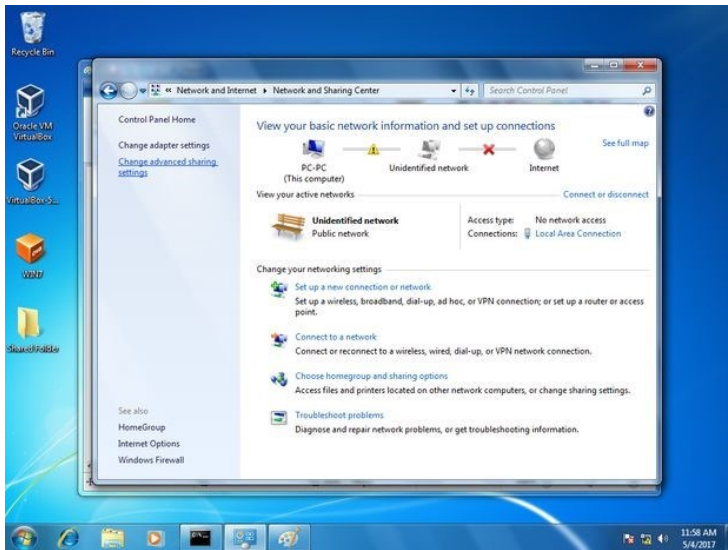 Recycle Bin
Oracle VM
VirtualBox
VirtualBox-5...
WIN7
Shared Folder
« Network and Internet ▸ Network and Sharing Center
Search Control Panel
Control Panel Home
Change adapter settings
Change advanced sharing
settings
See also
HomeGroup
Internet Options
Windows Firewall
View your basic network information and set up connections
See full map
PC-PC
(This computer)
Unidentified network
Internet
View your active networks
Connect or disconnect
Unidentified network
Public network
Access type: No network access
Connections: Local Area Connection
Change your networking settings
Set up a new connection or network
Set up a wireless, broadband, dial-up, ad hoc, or VPN connection; or set up a router or access
point.
Connect to a network
Connect or reconnect to a wireless, wired, dial-up, or VPN network connection.
Choose homegroup and sharing options
Access files and printers located on other network computers, or change sharing settings.
Troubleshoot problems
Diagnose and repair network problems, or get troubleshooting information.
11:58 AM
5/4/2017